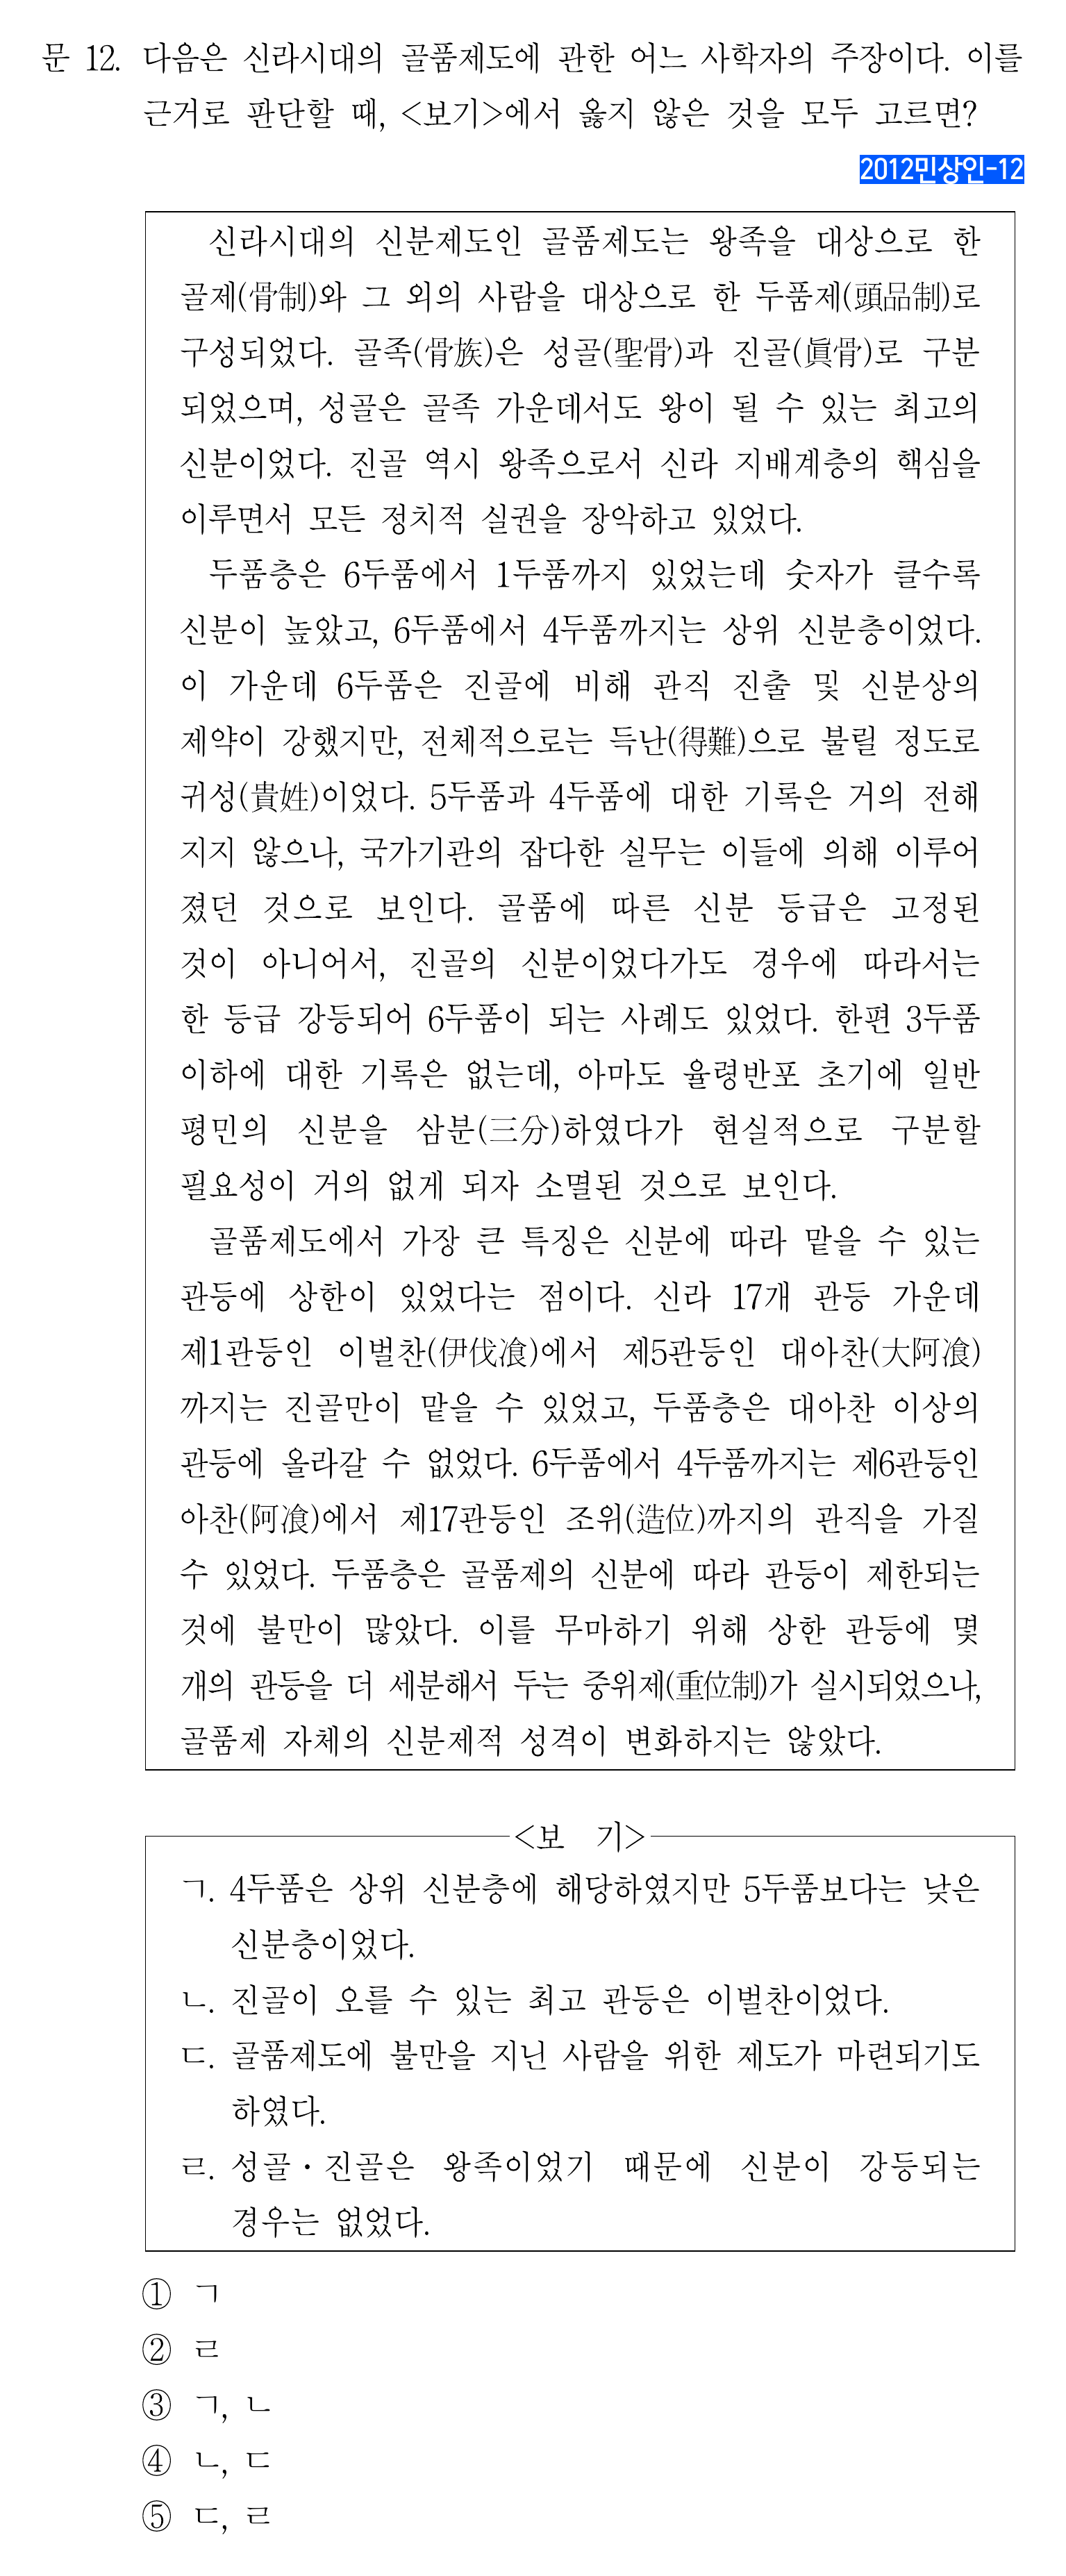 문 12. 다음은 신라시대의 골품제도에 관한 어느 사학자의 주장이다. 이를
근거로 판단할 때, <보기>에서 옳지 않은 것을 모두 고르면?
2012민상인-12
신라시대의 신분제도인 골품제도는 왕족을 대상으로 한
골제(骨制)와 그 외의 사람을 대상으로 한 두품제(頭品制)로
구성되었다. 골족(骨族)은 성골(聖骨)과 진골(眞骨)로 구분
되었으며, 성골은 골족 가운데서도 왕이 될 수 있는 최고의
신분이었다. 진골 역시 왕족으로서 신라 지배계층의 핵심을
이루면서 모든 정치적 실권을 장악하고 있었다.
두품층은 6두품에서 1두품까지 있었는데 숫자가 클수록
신분이 높았고, 6두품에서 4두품까지는 상위 신분층이었다.
이 가운데 6두품은 진골에 비해 관직 진출 및 신분상의
제약이 강했지만, 전체적으로는 득난(得難)으로 불릴 정도로
귀성(貴姓)이었다. 5두품과 4두품에 대한 기록은 거의 전해
지지 않으나, 국가기관의 잡다한 실무는 이들에 의해 이루어
졌던 것으로 보인다. 골품에 따른 신분 등급은 고정된
것이 아니어서, 진골의 신분이었다가도 경우에 따라서는
한 등급 강등되어 6두품이 되는 사례도 있었다. 한편 3두품
이하에 대한 기록은 없는데, 아마도 율령반포 초기에 일반
평민의 신분을 삼분(三分)하였다가 현실적으로 구분할
필요성이 거의 없게 되자 소멸된 것으로 보인다.
골품제도에서 가장 큰 특징은 신분에 따라 맡을 수 있는
관등에 상한이 있었다는 점이다. 신라 17개 관등 가운데
제1관등인 이벌찬(伊伐飡)에서 제5관등인 대아찬(大阿飡)
까지는 진골만이 맡을 수 있었고, 두품층은 대아찬 이상의
관등에 올라갈 수 없었다. 6두품에서 4두품까지는 제6관등인
아찬(阿飡)에서 제17관등인 조위(造位)까지의 관직을 가질
수 있었다. 두품층은 골품제의 신분에 따라 관등이 제한되는
것에 불만이 많았다. 이를 무마하기 위해 상한 관등에 몇
개의 관등을 더 세분해서 두는 중위제(重位制)가 실시되었으나,
골품제 자체의 신분제적 성격이 변화하지는 않았다.
<보 기>
ㄱ. 4두품은 상위 신분층에 해당하였지만 5두품보다는 낮은
신분층이었다.
ㄴ. 진골이 오를 수 있는 최고 관등은 이벌찬이었다.
ㄷ. 골품제도에 불만을 지닌 사람을 위한 제도가 마련되기도
하였다.
ㄹ. 성골·진골은 왕족이었기 때문에 신분이 강등되는
경우는 없었다.
① ㄱ
② ㄹ
③ ㄱ, ㄴ
④ ㄴ, ㄷ
⑤ ㄷ, ㄹ